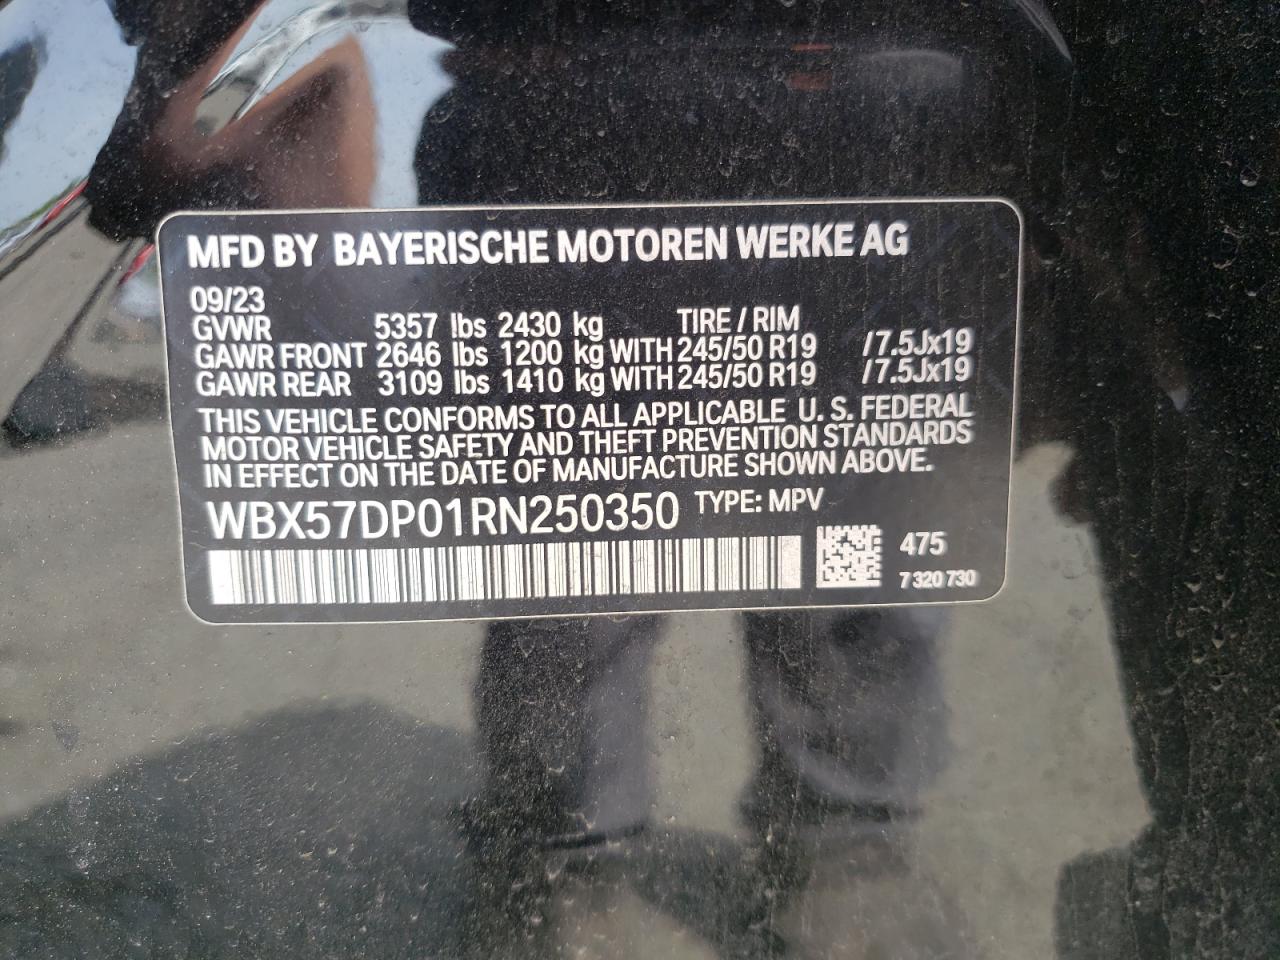 MFD BY BAYERISCHE MOTOREN WERKE AG
09/23
GVWR 5357 lbs 2430 kg TIRE / RIM
GAWR FRONT 2646 lbs 1200 kg WITH 245/50 R19 /7.5Jx19
GAWR REAR 3109 lbs 1410 kg WITH 245/50 R19 /7.5Jx19
THIS VEHICLE CONFORMS TO ALL APPLICABLE U. S. FEDERAL
MOTOR VEHICLE SAFETY AND THEFT PREVENTION STANDARDS
IN EFFECT ON THE DATE OF MANUFACTURE SHOWN ABOVE.
WBX57DP01RN250350 TYPE: MPV
475
7 320 730